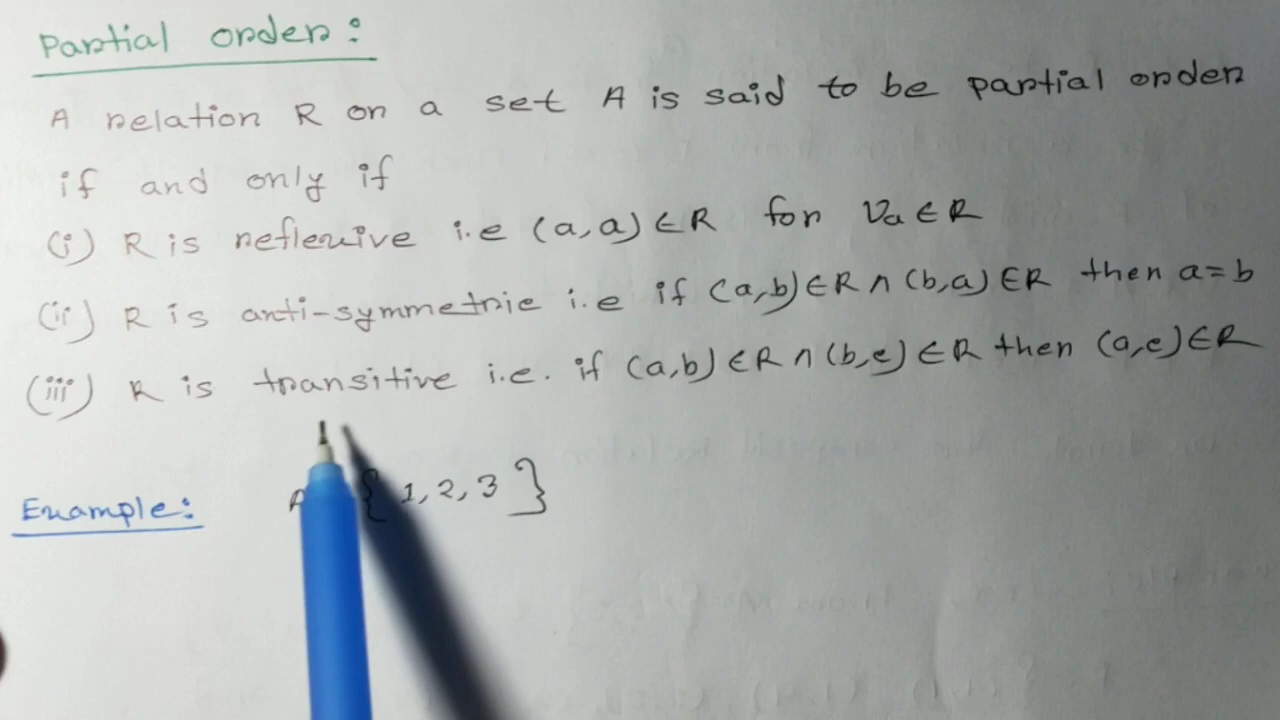 Partial order:
A relation R on a set A is said to be partial order
if and only if
(i) R is reflexive i.e (a,a) ∈ R for ∀a ∈ R
(ii) R is anti-symmetric i.e if (a,b) ∈ R ∧ (b,a) ∈ R then a=b
(iii) R is transitive i.e. if (a,b) ∈ R ∧ (b,c) ∈ R then (a,c) ∈ R
Example: { 1, 2, 3 }